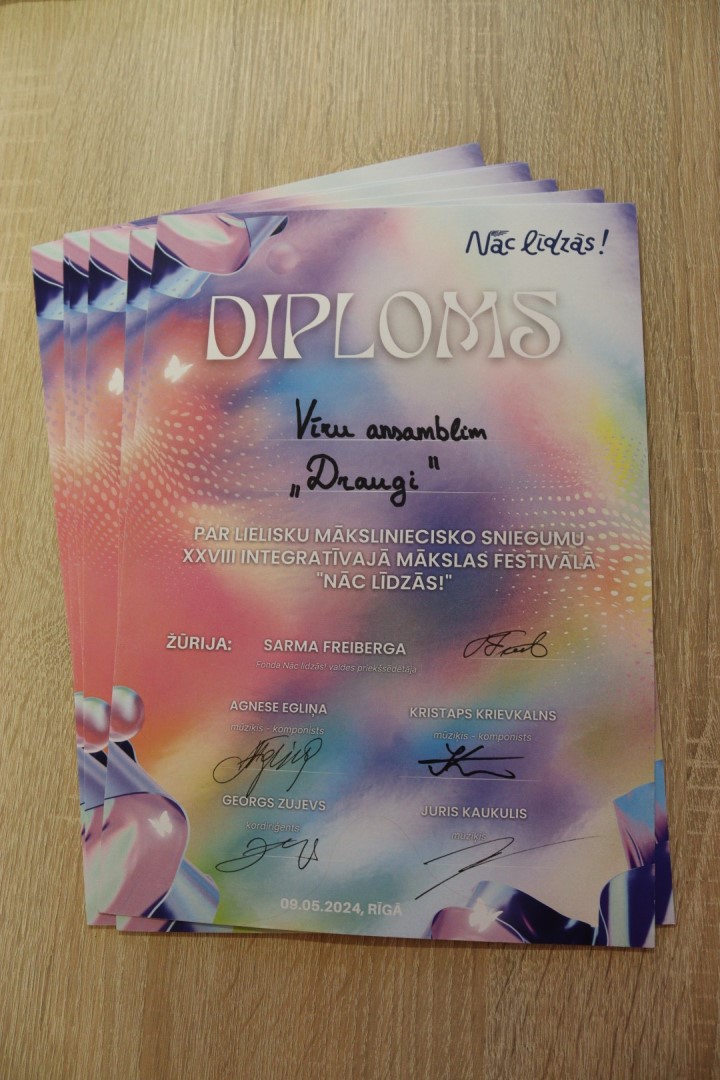 Nāc līdzās!
DIPLOMS
Vīru ansamblim
„Draugi"
PAR LIELISKU MĀKSLINIECISKO SNIEGUMU
XXVIII INTEGRATĪVAJĀ MĀKSLAS FESTIVĀLĀ
"NĀC LĪDZĀS!"
ŽŪRIJA: SARMA FREIBERGA
Fonda Nāc līdzās! valdes priekšsēdētāja
AGNESE EGLIŅA KRISTAPS KRIEVKALNS
mūziķis - komponists mūziķis - komponists
GEORGS ZUJEVS JURIS KAUKULIS
kordiriģents mūziķis
09.05.2024, RĪGĀ